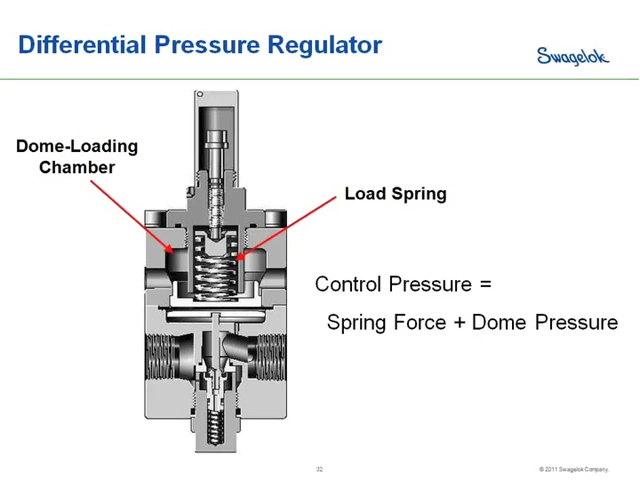 Differential Pressure Regulator
Swagelok
Dome-Loading
Chamber
Load Spring
Control Pressure =
Spring Force + Dome Pressure
32
© 2011 Swagelok Company.